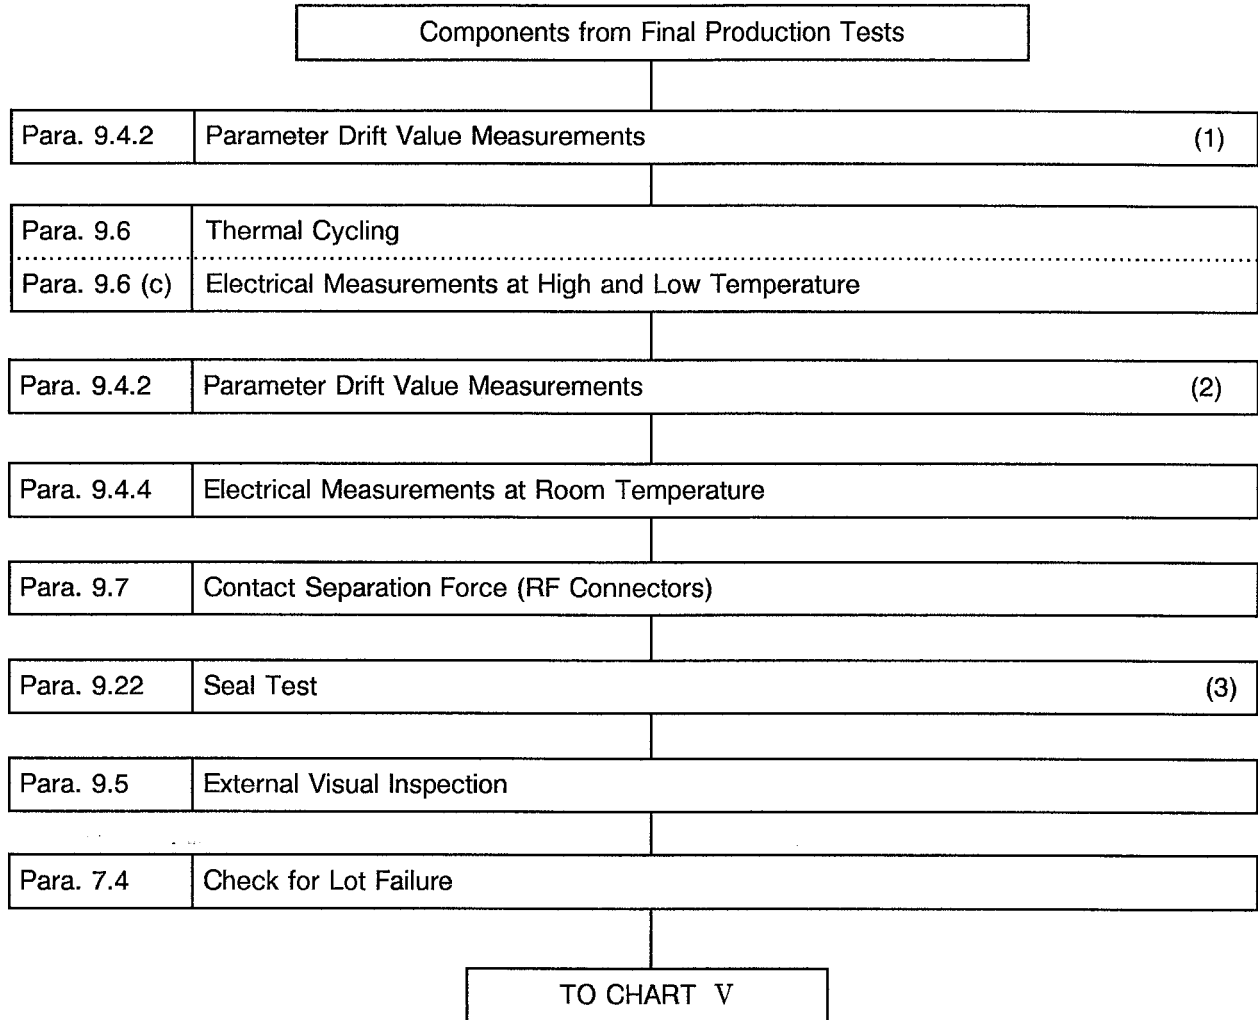 Components from Final Production Tests
Para. 9.4.2 Parameter Drift Value Measurements (1)
Para. 9.6 Thermal Cycling
Para. 9.6 (c) Electrical Measurements at High and Low Temperature
Para. 9.4.2 Parameter Drift Value Measurements (2)
Para. 9.4.4 Electrical Measurements at Room Temperature
Para. 9.7 Contact Separation Force (RF Connectors)
Para. 9.22 Seal Test (3)
Para. 9.5 External Visual Inspection
Para. 7.4 Check for Lot Failure
TO CHART V